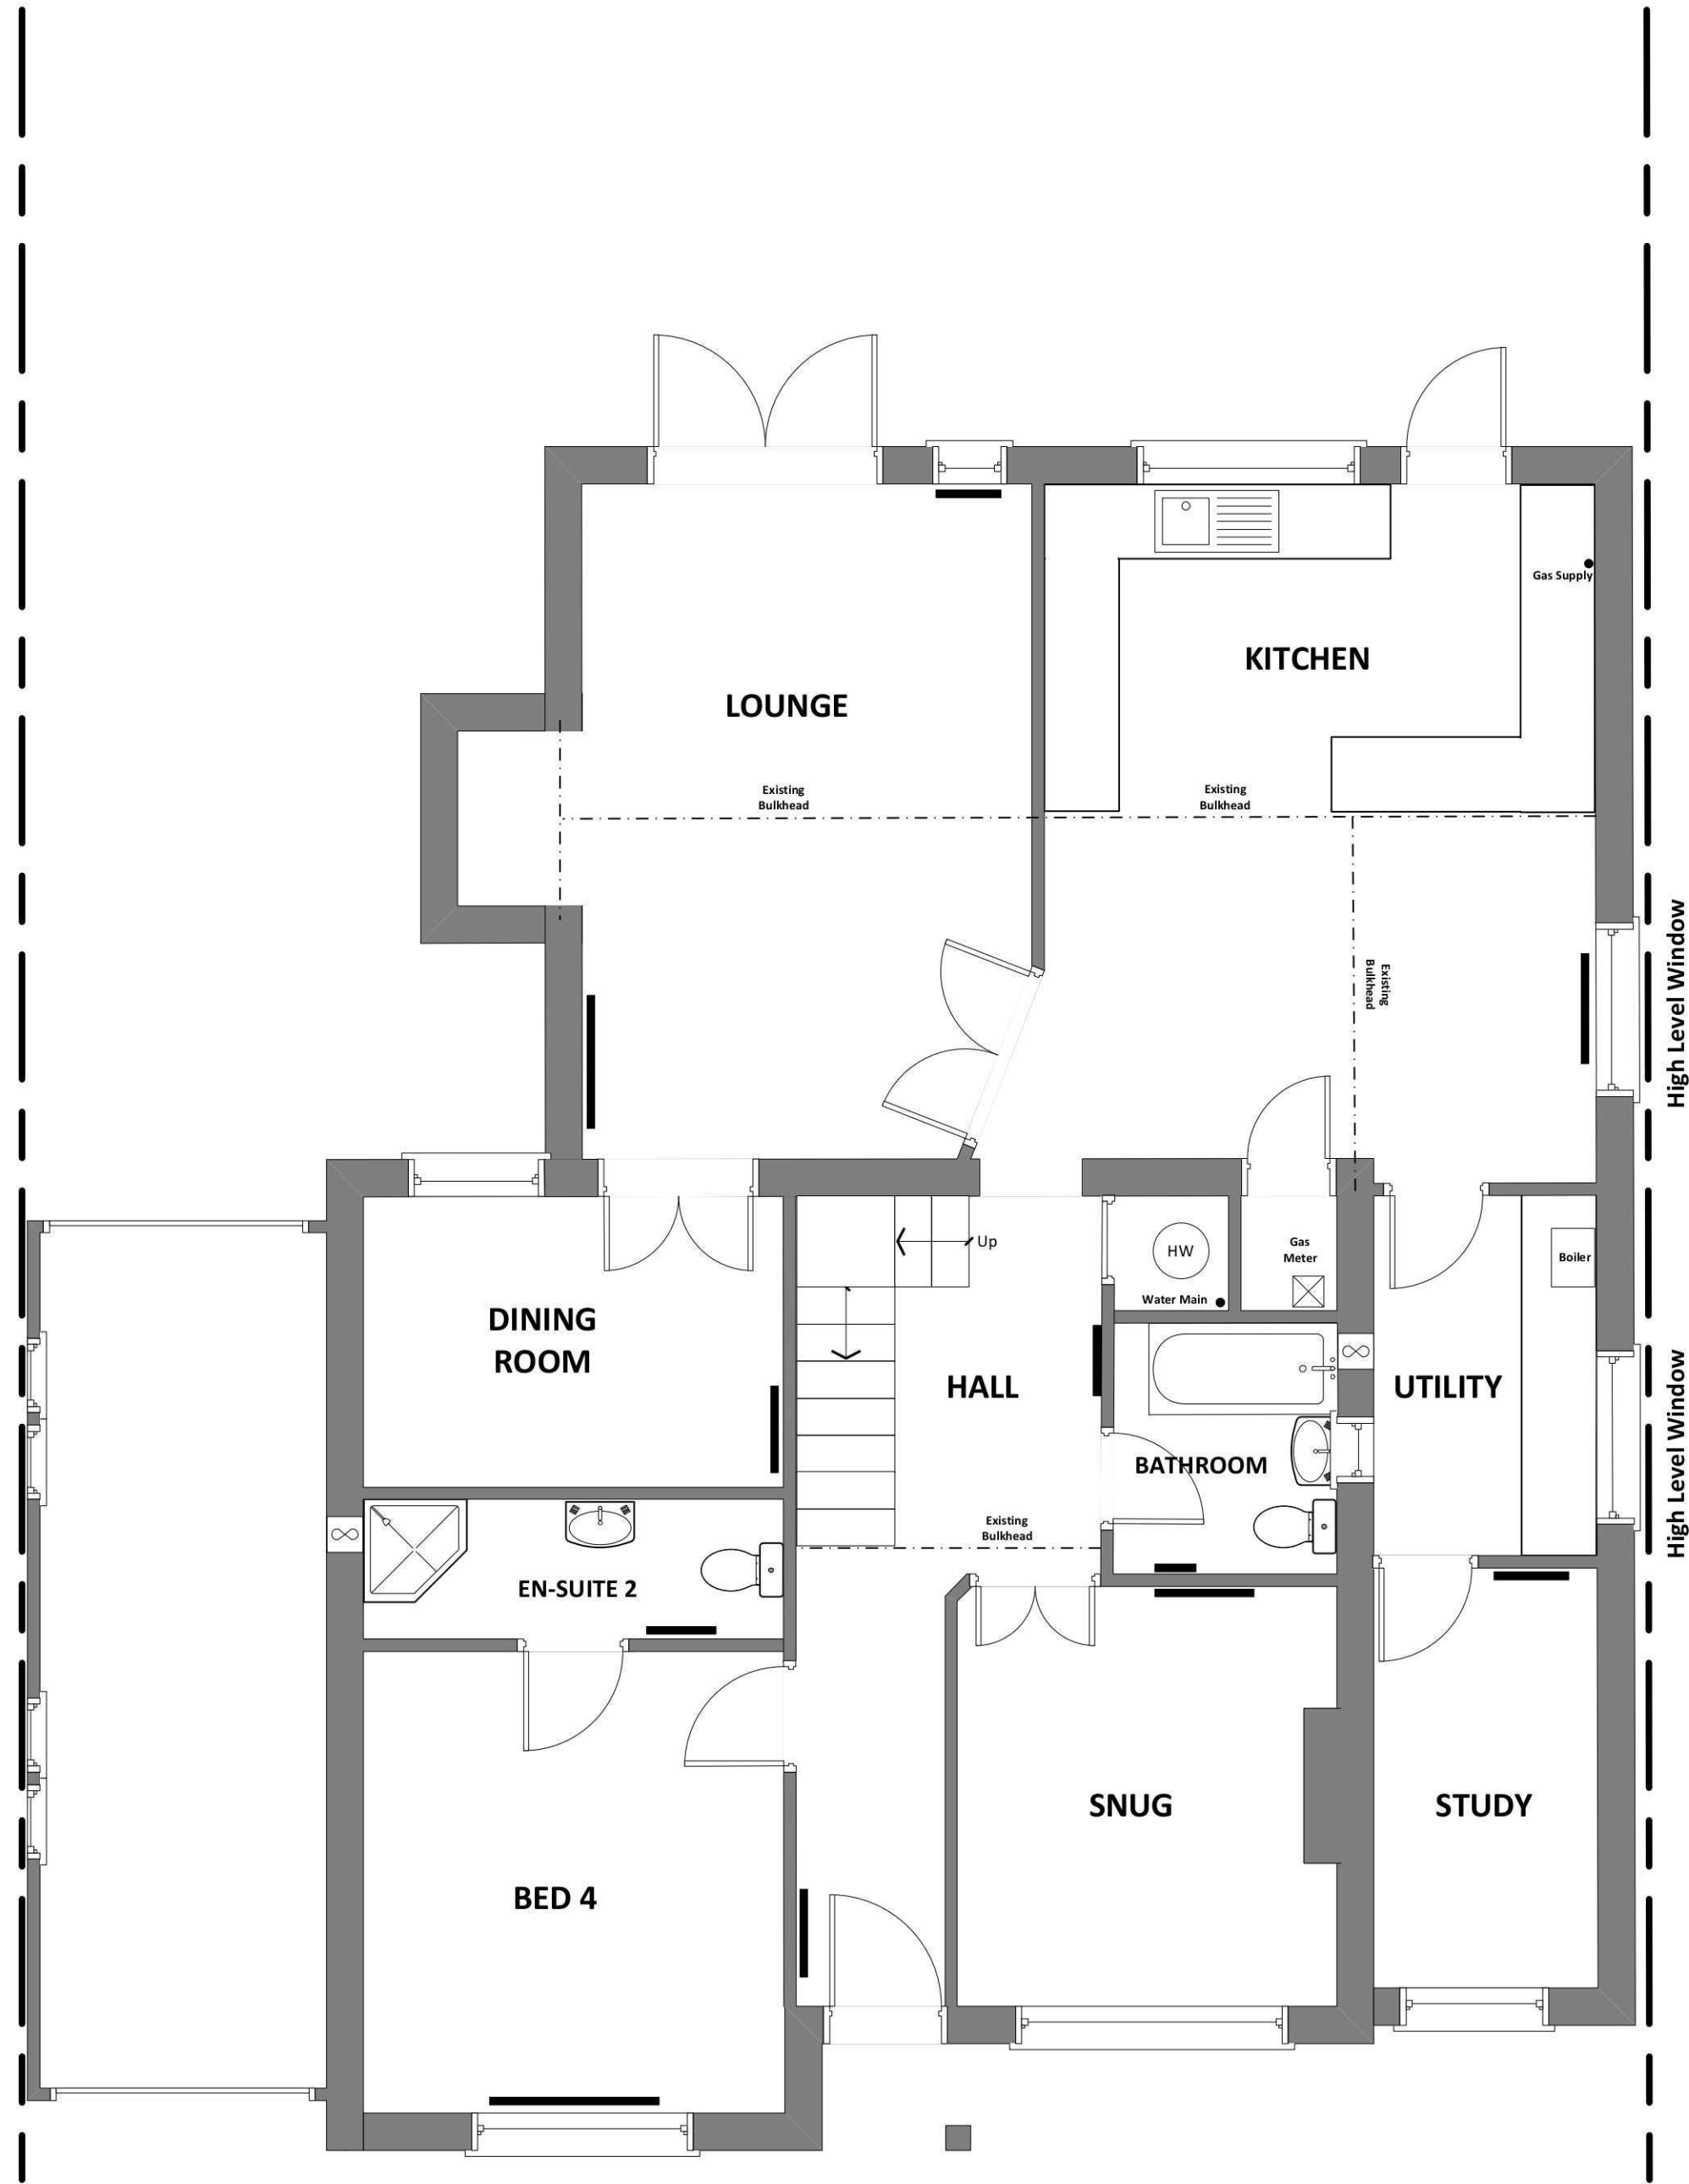 Gas Supply
KITCHEN
LOUNGE
Existing
Bulkhead
Existing
Bulkhead
Existing
Bulkhead
High Level Window
Up
HW
Water Main
Gas
Meter
Boiler
DINING
ROOM
HALL
UTILITY
BATHROOM
High Level Window
Existing
Bulkhead
EN-SUITE 2
SNUG
STUDY
BED 4